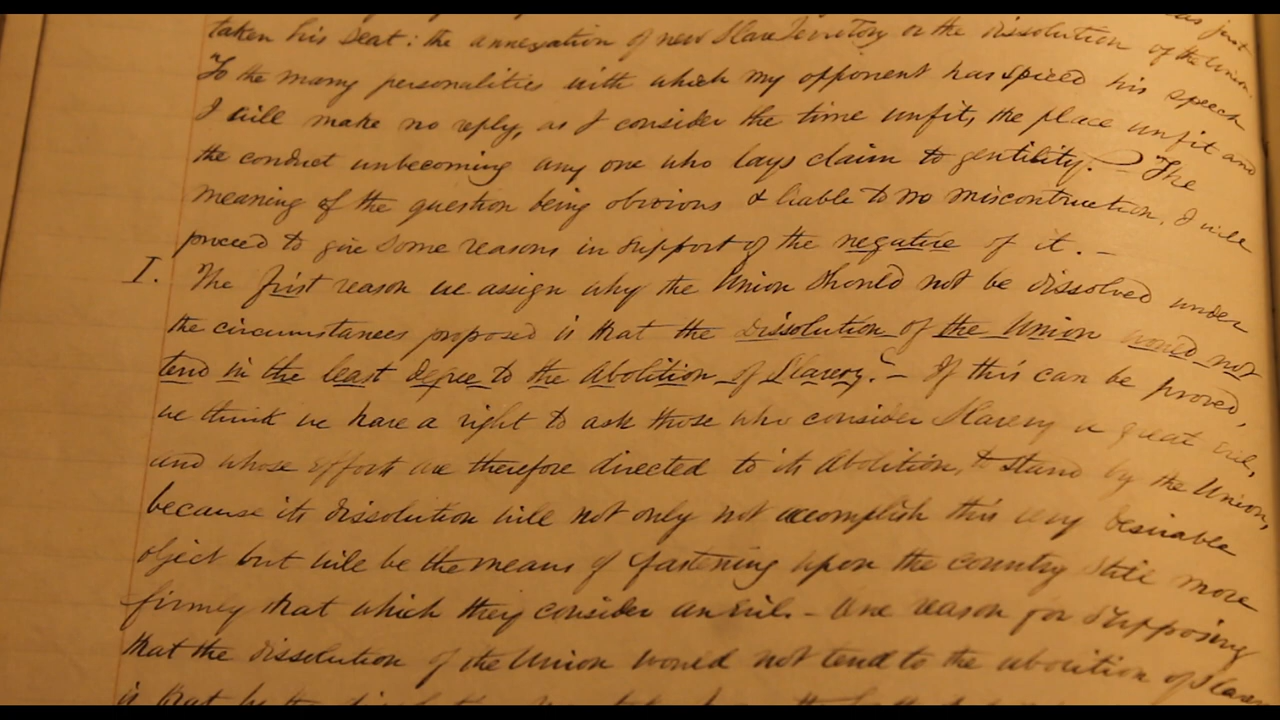 as just
taken his seat: the annexation of new Slave Territory or the dissolution of the Union.
"To the many personalities with which my opponent has spiced his speech
I will make no reply, as I consider the time unfit, the place unfit and
the conduct unbecoming any one who lays claim to gentility. — The
meaning of the question being obvious & liable to no misconstruction, I will
proceed to give some reasons in support of the negative of it. —
I. The first reason we assign why the Union should not be dissolved under
the circumstances proposed is that the dissolution of the Union would not
tend in the least degree to the abolition of Slavery. — If this can be proved,
we think we have a right to ask those who consider Slavery a great evil,
and whose efforts are therefore directed to its abolition, to stand by the Union,
because its dissolution will not only not accomplish this very desirable
object but will be the means of fastening upon the country still more
firmly that which they consider an evil. — One reason for supposing
that the dissolution of the Union would not tend to the abolition of
is that by the